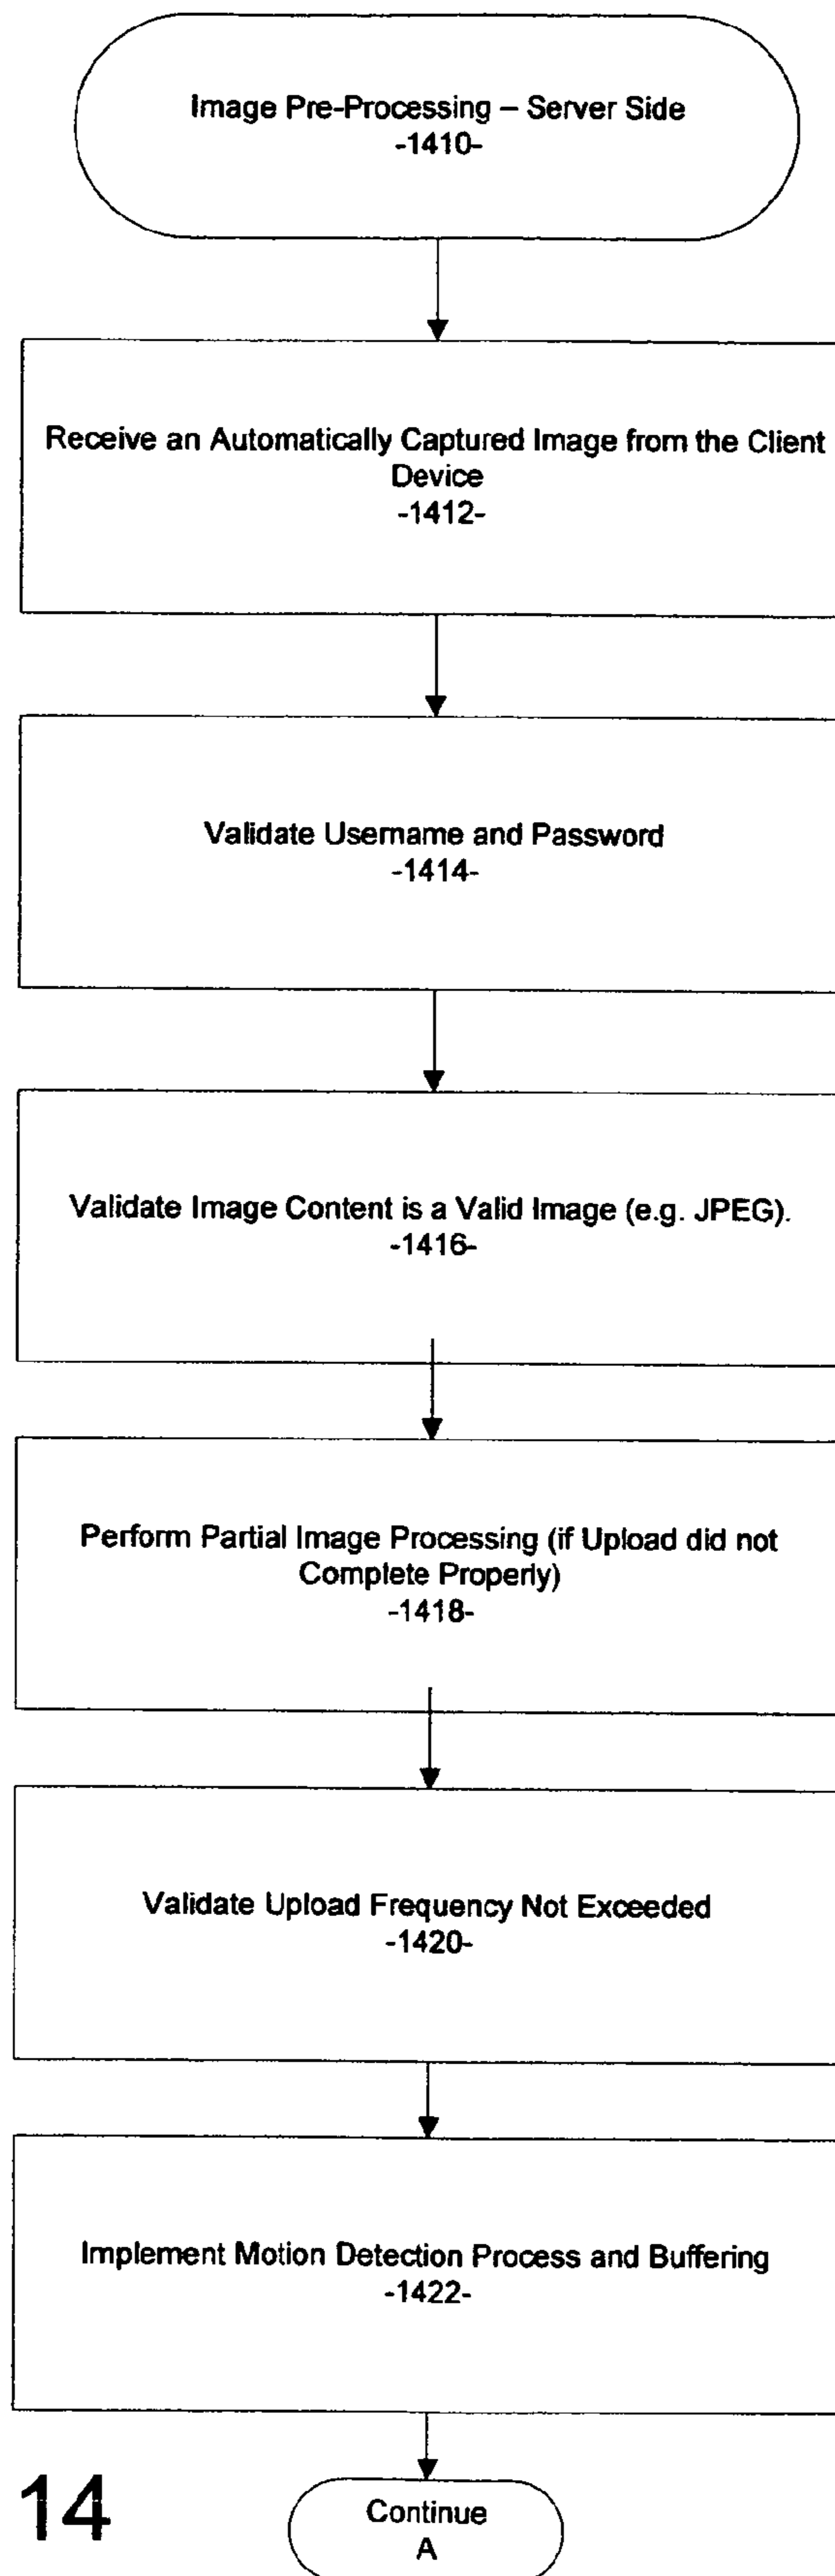 Image Pre-Processing – Server Side
-1410-
Receive an Automatically Captured Image from the Client
Device
-1412-
Validate Username and Password
-1414-
Validate Image Content is a Valid Image (e.g. JPEG).
-1416-
Perform Partial Image Processing (if Upload did not
Complete Properly)
-1418-
Validate Upload Frequency Not Exceeded
-1420-
Implement Motion Detection Process and Buffering
-1422-
14
Continue
A